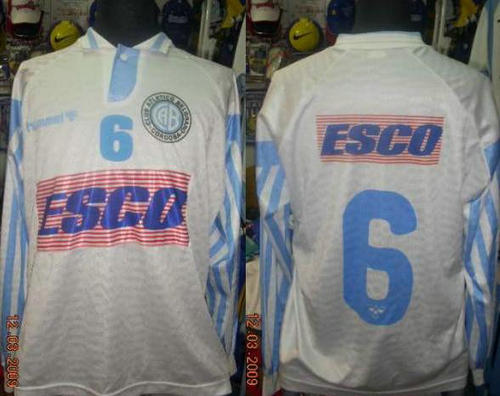 hummel
CLUB ATLETICO BELGRANO
CORDOBA
6
ESCO
12.03.2009
ESCO
6
12.03.2009